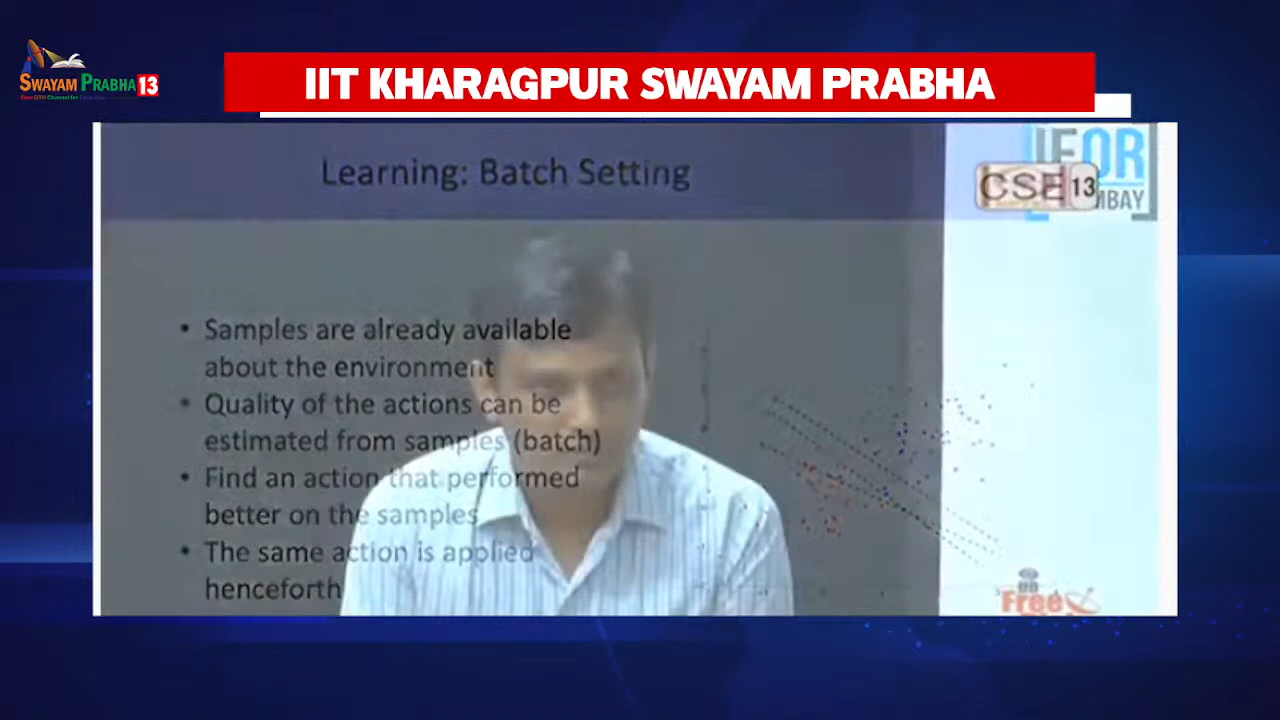 SWAYAM PRABHA 13
IIT KHARAGPUR SWAYAM PRABHA
Learning: Batch Setting
IEOR
CSE 13
MBAY
• Samples are already available
about the environment
• Quality of the actions can be
estimated from samples (batch)
• Find an action that performed
better on the samples
• The same action is applied
henceforth
Free